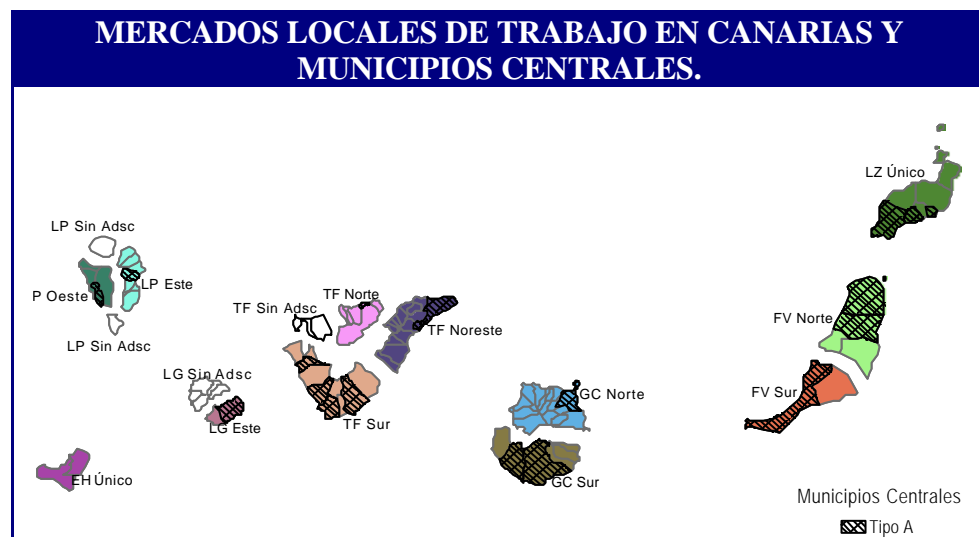 MERCADOS LOCALES DE TRABAJO EN CANARIAS Y
MUNICIPIOS CENTRALES.
LZ Único
LP Sin Adsc
LP Este
P Oeste
TF Sin Adsc
TF Norte
TF Noreste
FV Norte
LP Sin Adsc
LG Sin Adsc
FV Sur
GC Norte
LG Este
TF Sur
EH Único
GC Sur
Municipios Centrales
Tipo A